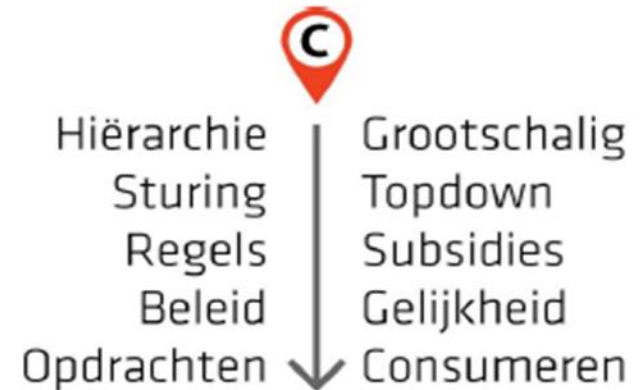 C
Hiërarchie Grootschalig
Sturing Topdown
Regels Subsidies
Beleid Gelijkheid
Opdrachten Consumeren